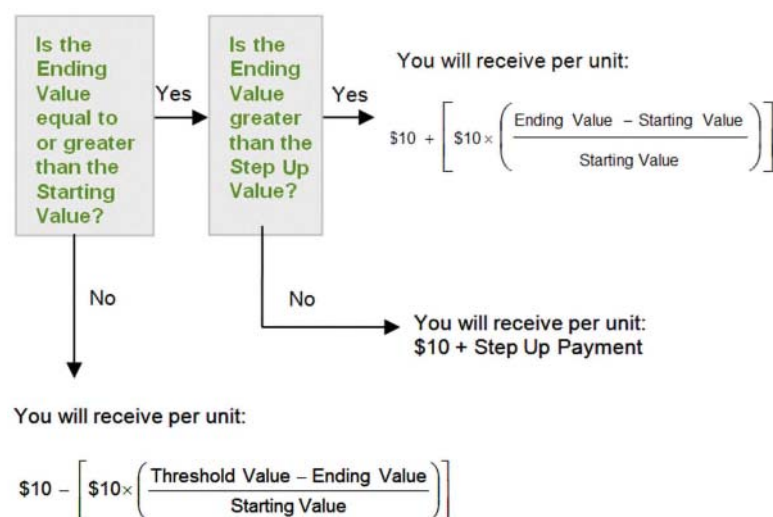 Is the
Ending
Value
equal to
or greater
than the
Starting
Value?
Yes
Is the
Ending
Value
greater
than the
Step Up
Value?
Yes
You will receive per unit:
$10 + [ $10 × ( Ending Value – Starting Value
Starting Value ) ]
No
No
You will receive per unit:
$10 + Step Up Payment
You will receive per unit:
$10 – [ $10× ( Threshold Value – Ending Value
Starting Value ) ]